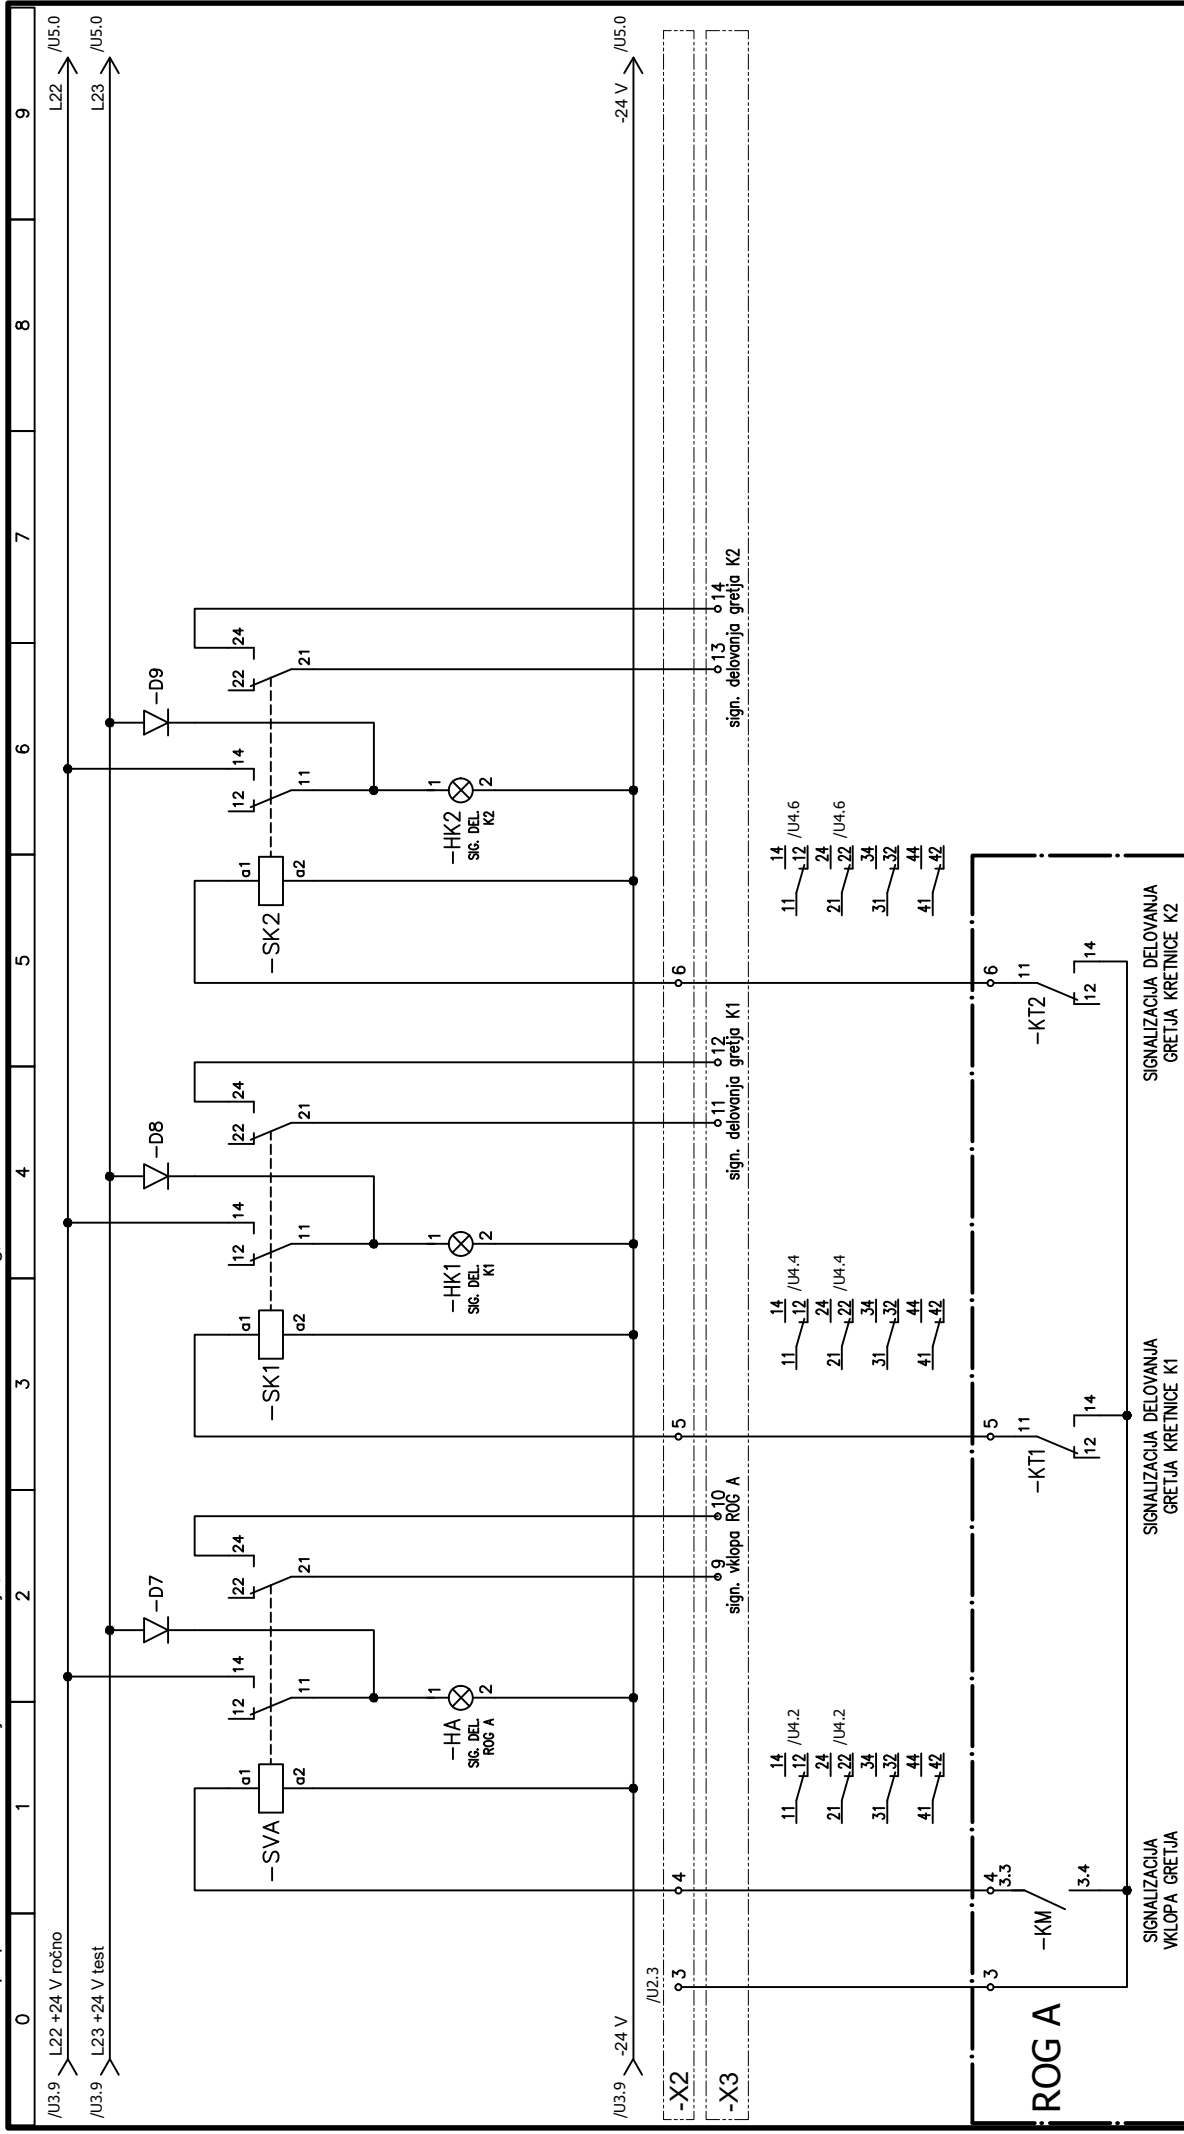 0 1 2 3 4 5 6 7 8 9
/U3.9 L22 +24 V ročno L22 /U5.0
/U3.9 L23 +24 V test L23 /U5.0
-D7
-D8
-D9
-SVA
a1
a2
12 14
11
22 24
21
-HA
SIG. DEL.
ROG A
1
2
-SK1
a1
a2
12 14
11
22 24
21
-HK1
SIG. DEL.
K1
1
2
-SK2
a1
a2
12 14
11
22 24
21
-HK2
SIG. DEL.
K2
1
2
/U3.9 -24 V -24 V /U5.0
/U2.3
-X2 3 4 5 6
-X3 9 10 11 12 13 14
sign. vklopa ROG A
sign. delovanja gretja K1
sign. delovanja gretja K2
11 12 14 /U4.2
21 22 24 /U4.2
31 32 34
41 42 44
11 12 14 /U4.4
21 22 24 /U4.4
31 32 34
41 42 44
11 12 14 /U4.6
21 22 24 /U4.6
31 32 34
41 42 44
ROG A
3 4 5 6
-KM
3.3
3.4
-KT1
11
12 14
-KT2
11
12 14
SIGNALIZACIJA
VKLOPA GRETJA
SIGNALIZACIJA DELOVANJA
GRETJA KRETNICE K1
SIGNALIZACIJA DELOVANJA
GRETJA KRETNICE K2